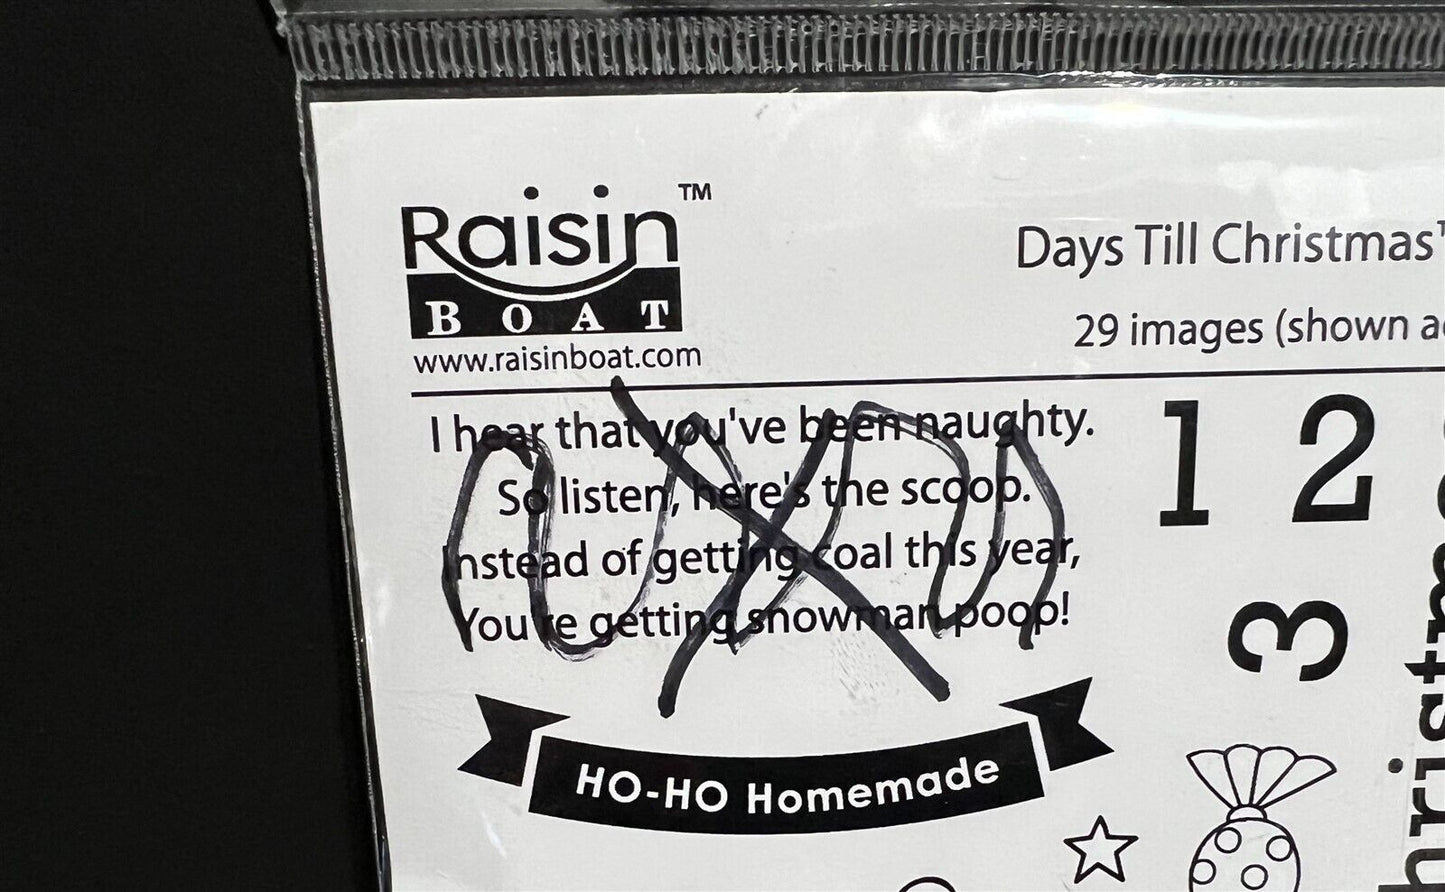 Raisin™
BOAT
www.raisinboat.com
Days Till Christmas™
29 images (shown
I hear that you've been naughty.
So listen, here's the scoop.
Instead of getting coal this year,
You're getting snowman poop!
1 2
3
HO-HO Homemade